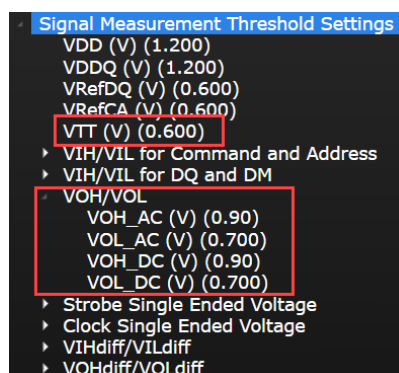 Signal Measurement Threshold Settings
VDD (V) (1.200)
VDDQ (V) (1.200)
VRefDQ (V) (0.600)
VRefCA (V) (0.600)
VTT (V) (0.600)
VIH/VIL for Command and Address
VIH/VIL for DQ and DM
VOH/VOL
VOH_AC (V) (0.90)
VOL_AC (V) (0.700)
VOH_DC (V) (0.90)
VOL_DC (V) (0.700)
Strobe Single Ended Voltage
Clock Single Ended Voltage
VIHdiff/VILdiff
VOHdiff/VOLdiff